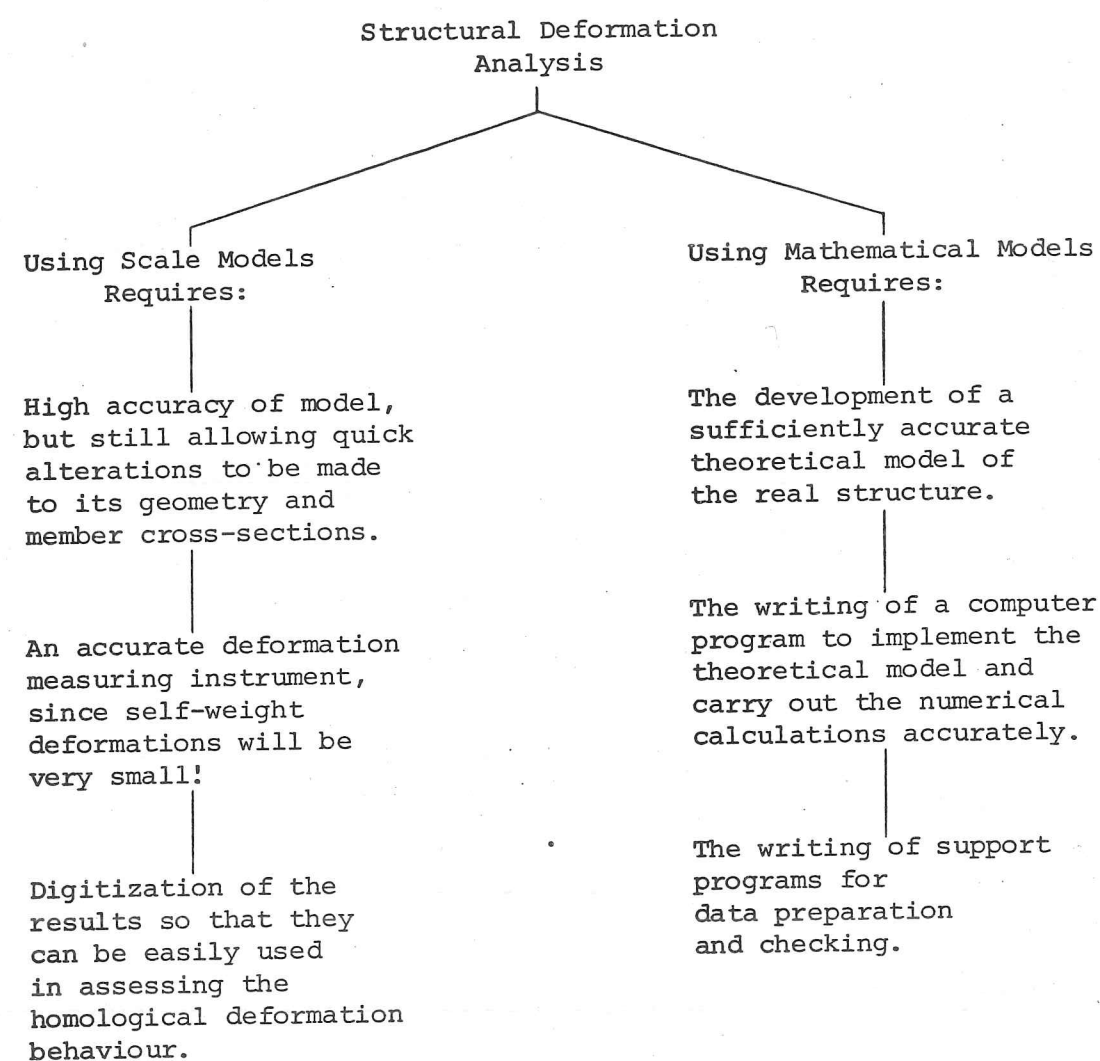 Structural Deformation
Analysis
Using Scale Models
Requires:
High accuracy of model,
but still allowing quick
alterations to be made
to its geometry and
member cross-sections.
An accurate deformation
measuring instrument,
since self-weight
deformations will be
very small!
Digitization of the
results so that they
can be easily used
in assessing the
homological deformation
behaviour.
Using Mathematical Models
Requires:
The development of a
sufficiently accurate
theoretical model of
the real structure.
The writing of a computer
program to implement the
theoretical model and
carry out the numerical
calculations accurately.
The writing of support
programs for
data preparation
and checking.